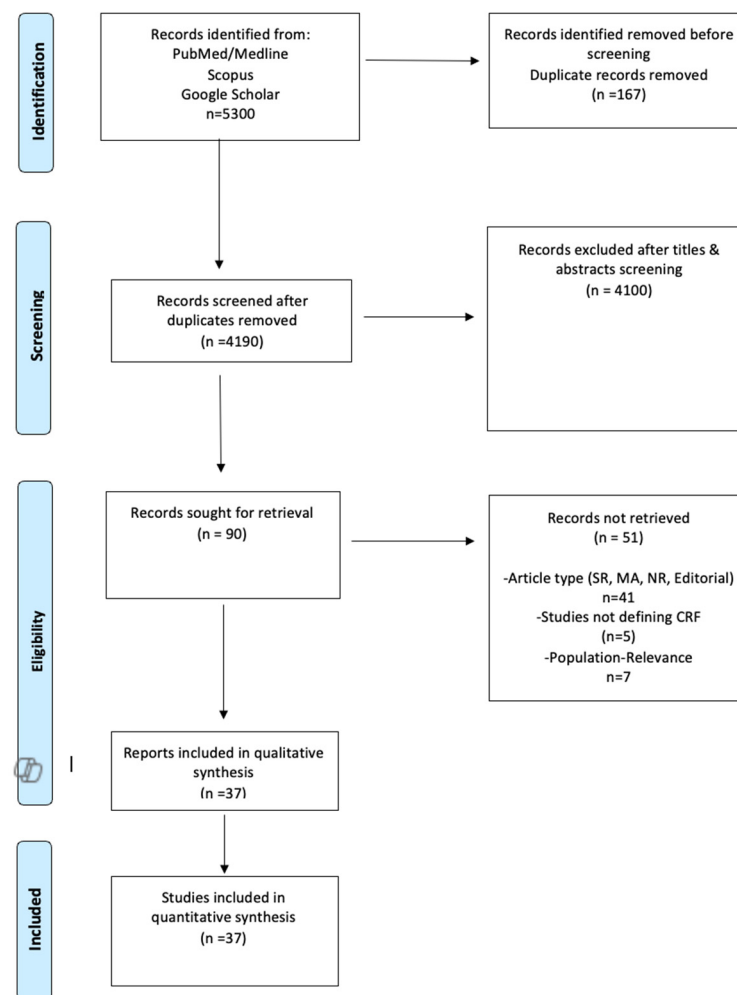 Identification
Records identified from:
PubMed/Medline
Scopus
Google Scholar
n=5300
Records identified removed before
screening
Duplicate records removed
(n =167)
Screening
Records screened after
duplicates removed
(n =4190)
Records excluded after titles &
abstracts screening
(n = 4100)
Eligibility
Records sought for retrieval
(n = 90)
Records not retrieved
(n = 51)
-Article type (SR, MA, NR, Editorial)
n=41
-Studies not defining CRF
(n=5)
-Population-Relevance
n=7
Reports included in qualitative
synthesis
(n =37)
Included
Studies included in
quantitative synthesis
(n =37)